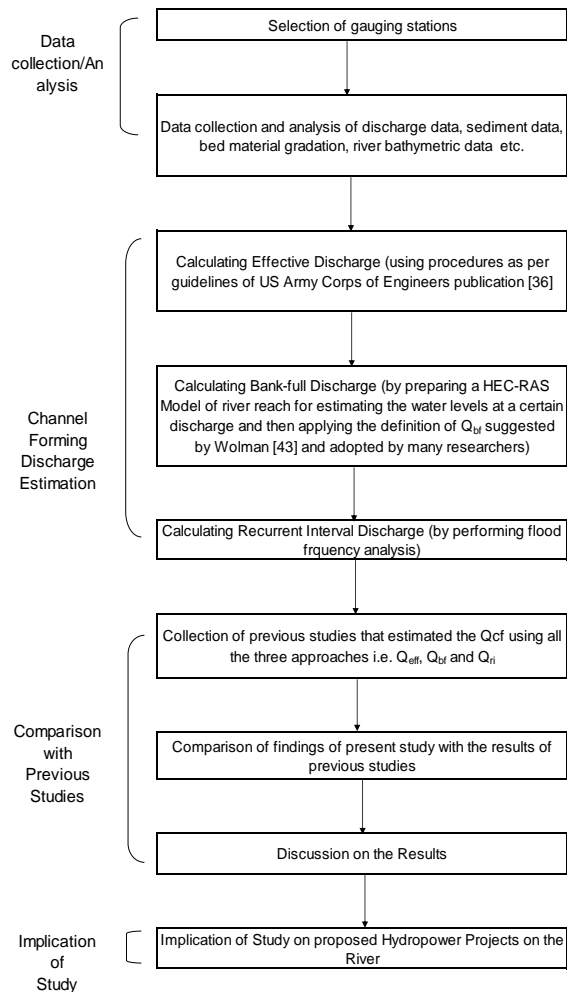 Selection of gauging stations
Data
collection/An
alysis
Data collection and analysis of discharge data, sediment data,
bed material gradation, river bathymetric data etc.
Calculating Effective Discharge (using procedures as per
guidelines of US Army Corps of Engineers publication [36]
Calculating Bank-full Discharge (by preparing a HEC-RAS
Model of river reach for estimating the water levels at a certain
discharge and then applying the definition of Qbf suggested
by Wolman [43] and adopted by many researchers)
Channel
Forming
Discharge
Estimation
Calculating Recurrent Interval Discharge (by performing flood
frquency analysis)
Collection of previous studies that estimated the Qcf using all
the three approaches i.e. Qeff, Qbf and Qri
Comparison
with
Previous
Studies
Comparison of findings of present study with the results of
previous studies
Discussion on the Results
Implication
of
Study
Implication of Study on proposed Hydropower Projects on the
River